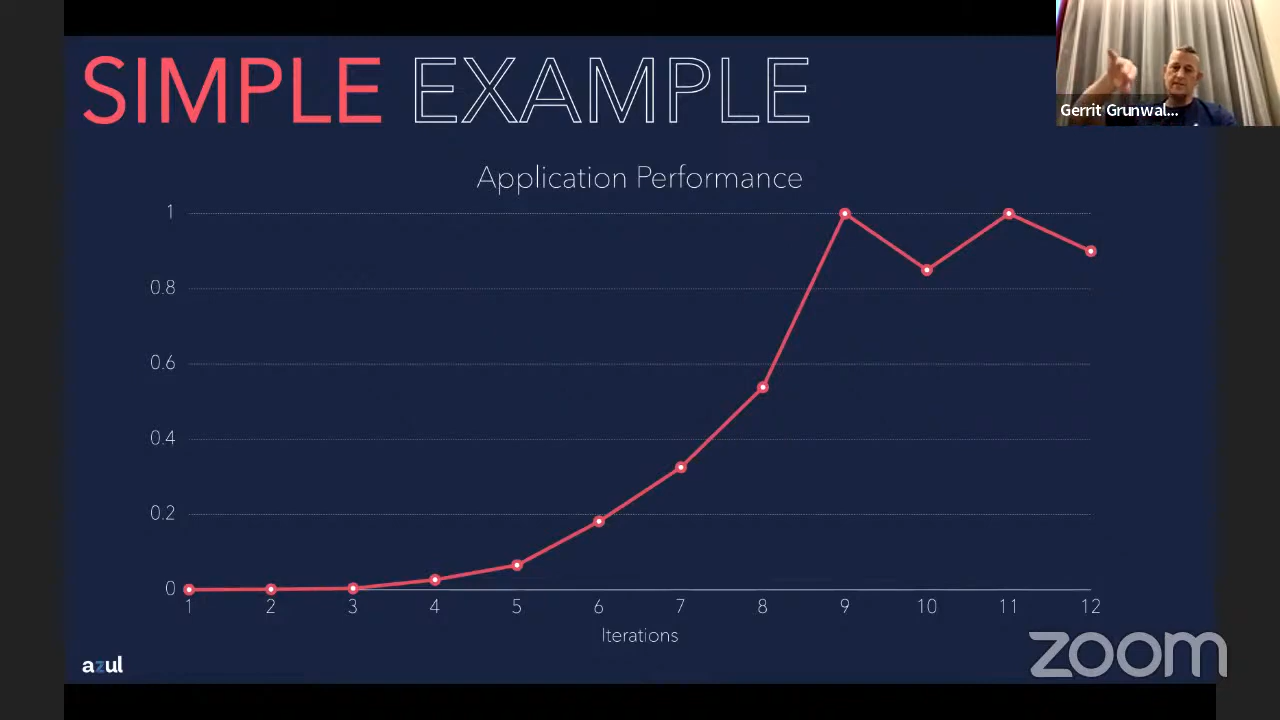 SIMPLE EXAMPLE
Gerrit Grunwal...
Application Performance
1
0.8
0.6
0.4
0.2
0
1 2 3 4 5 6 7 8 9 10 11 12
Iterations
azul
zoom